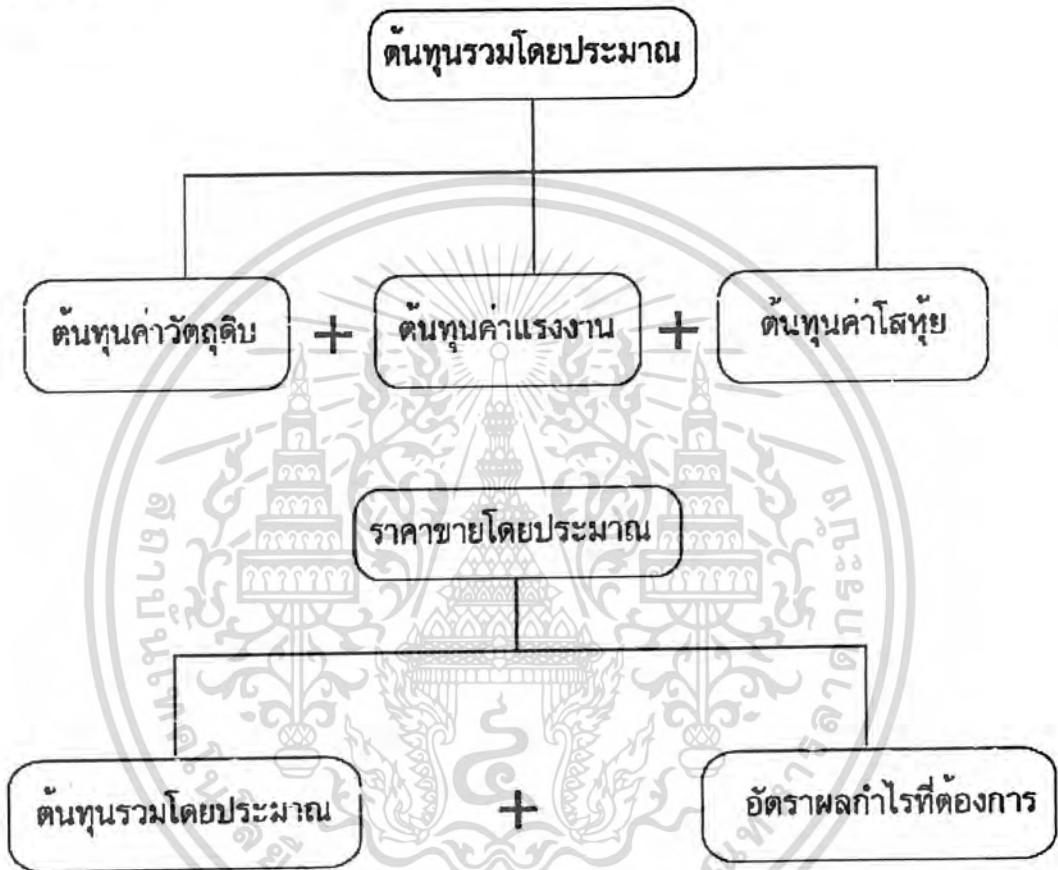 ต้นทุนรวมโดยประมาณ
ต้นทุนค่าวัตถุดิบ + ต้นทุนค่าแรงงาน + ต้นทุนค่าโสหุ้ย
ราคาขายโดยประมาณ
ต้นทุนรวมโดยประมาณ + อัตราผลกำไรที่ต้องการ